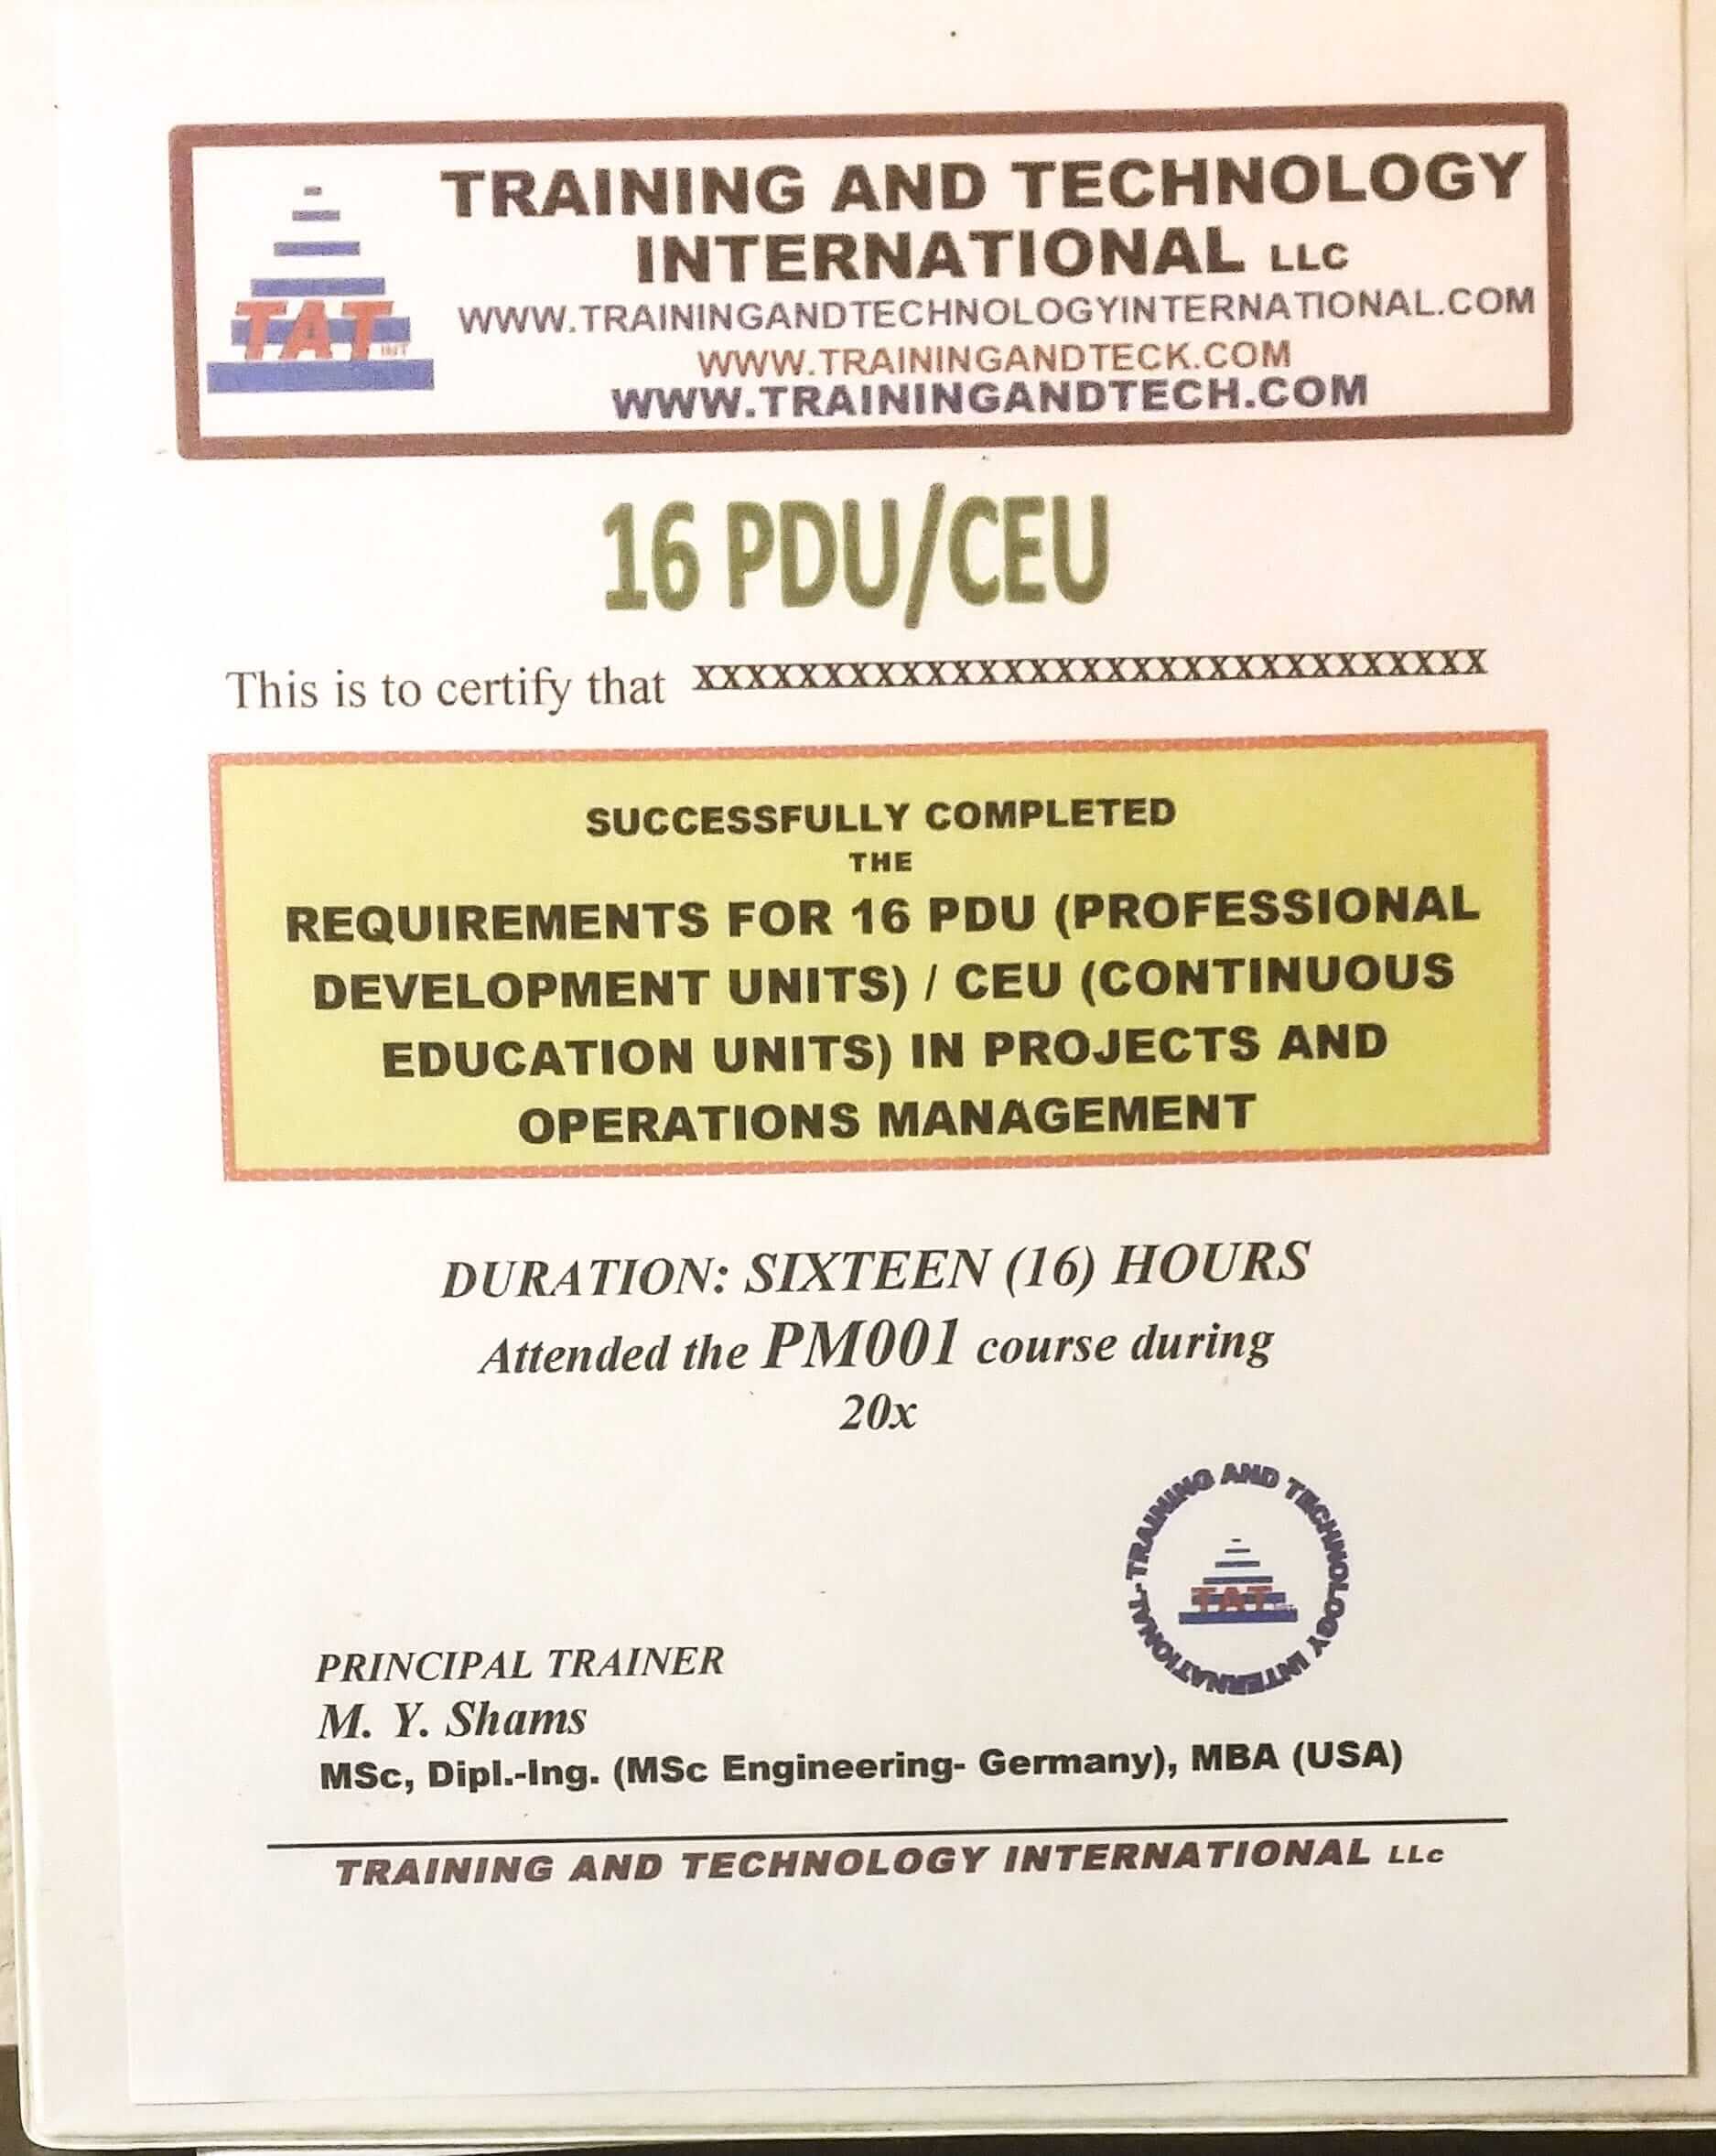 TRAINING AND TECHNOLOGY
INTERNATIONAL LLC
WWW.TRAININGANDTECHNOLOGYINTERNATIONAL.COM
WWW.TRAININGANDTECK.COM
WWW.TRAININGANDTECH.COM
TAT INT
16 PDU/CEU
This is to certify that XXXXXXXXXXXXXXXXXXXXXXXXXXXXXXX
SUCCESSFULLY COMPLETED
THE
REQUIREMENTS FOR 16 PDU (PROFESSIONAL
DEVELOPMENT UNITS) / CEU (CONTINUOUS
EDUCATION UNITS) IN PROJECTS AND
OPERATIONS MANAGEMENT
DURATION: SIXTEEN (16) HOURS
Attended the PM001 course during
20x
TRAINING AND TECHNOLOGY INTERNATIONAL-
TAT
PRINCIPAL TRAINER
M. Y. Shams
MSc, Dipl.-Ing. (MSc Engineering- Germany), MBA (USA)
TRAINING AND TECHNOLOGY INTERNATIONAL LLc